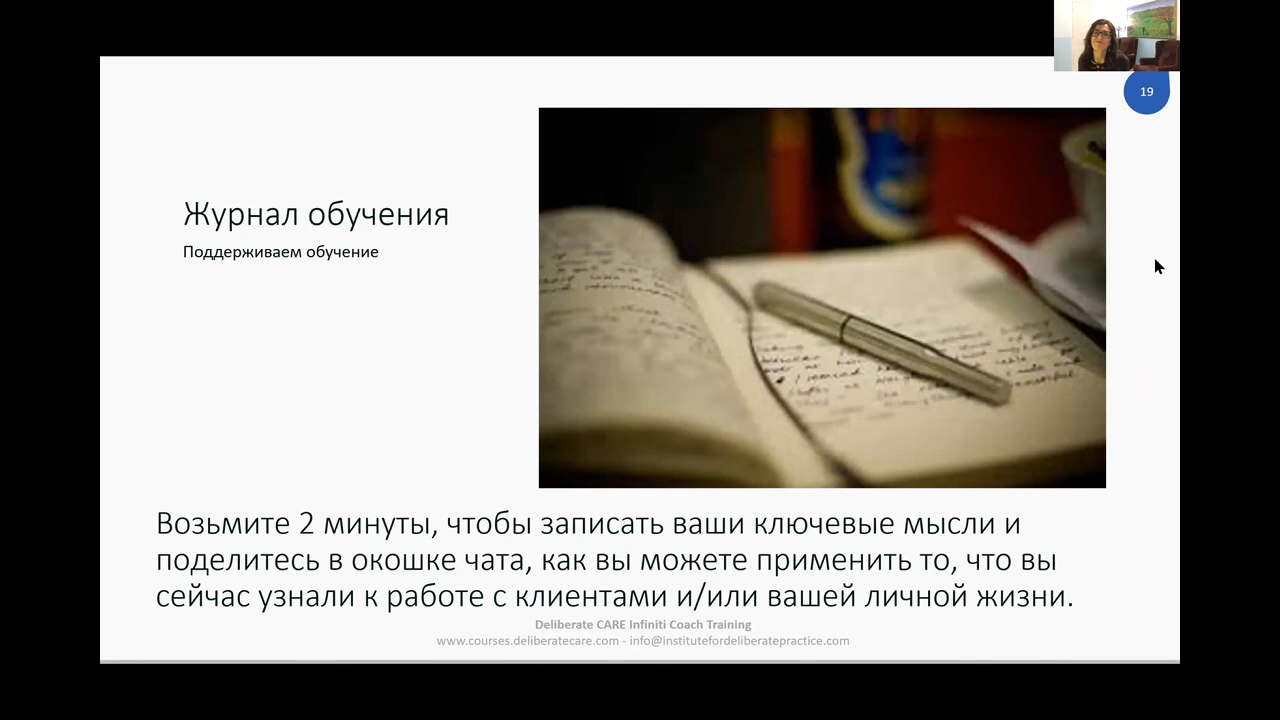 19
Журнал обучения
Поддерживаем обучение
Возьмите 2 минуты, чтобы записать ваши ключевые мысли и
поделитесь в окошке чата, как вы можете применить то, что вы
сейчас узнали к работе с клиентами и/или вашей личной жизни.
Deliberate CARE Infiniti Coach Training
www.courses.deliberatecare.com - info@institutefordeliberatepractice.com